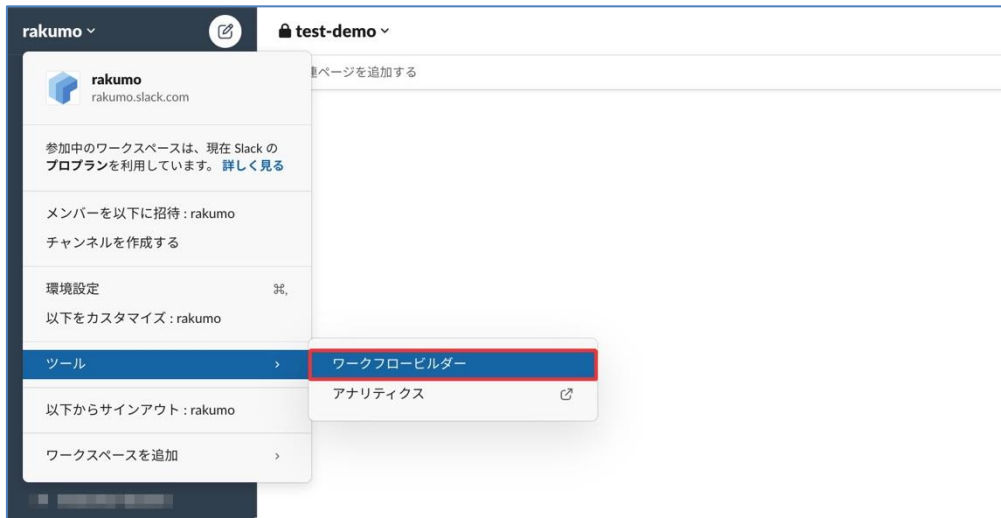 rakumo
test-demo
連ページを追加する
rakumo
rakumo.slack.com
参加中のワークスペースは、現在 Slack の
プロプランを利用しています。 詳しく見る
メンバーを以下に招待 : rakumo
チャンネルを作成する
環境設定 ⌘,
以下をカスタマイズ : rakumo
ツール
ワークフロービルダー
アナリティクス
以下からサインアウト : rakumo
ワークスペースを追加